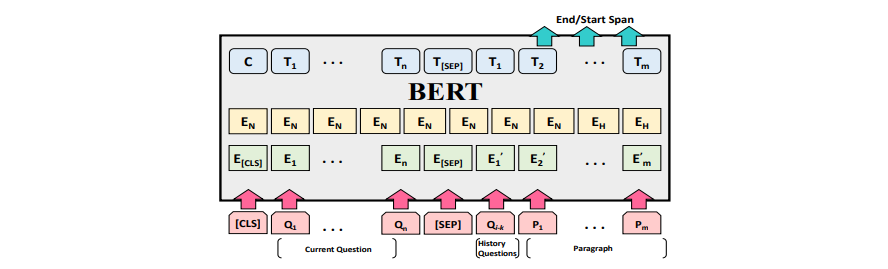 End/Start Span
C T1 ... Tn T[SEP] T1 T2 ... Tm
BERT
EN EN EN EN EN EN EN EN EH EH
E[CLS] E1 ... En E[SEP] E1′ E2′ ... E′m
[CLS] Q1 ... Qn [SEP] Qi-k P1 ... Pm
Current Question
History
Questions
Paragraph